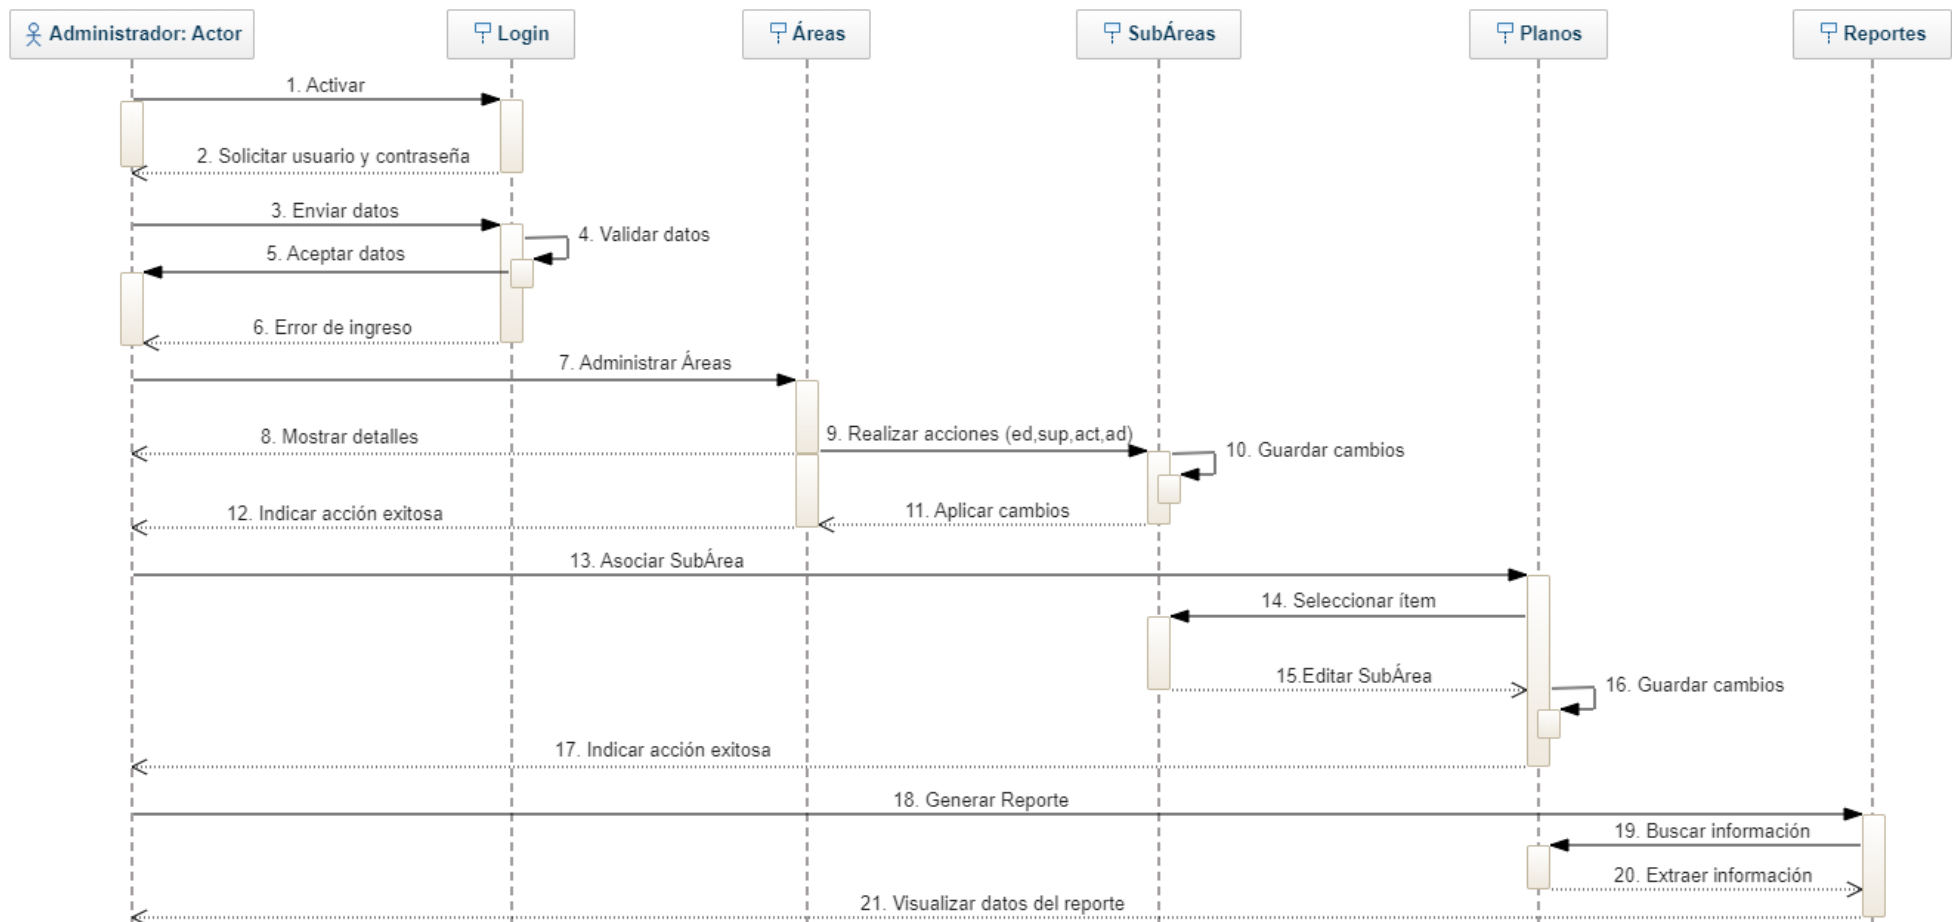 Administrador: Actor
Login
Áreas
SubÁreas
Planos
Reportes
1. Activar
2. Solicitar usuario y contraseña
3. Enviar datos
4. Validar datos
5. Aceptar datos
6. Error de ingreso
7. Administrar Áreas
8. Mostrar detalles
9. Realizar acciones (ed,sup,act,ad)
10. Guardar cambios
11. Aplicar cambios
12. Indicar acción exitosa
13. Asociar SubÁrea
14. Seleccionar ítem
15.Editar SubÁrea
16. Guardar cambios
17. Indicar acción exitosa
18. Generar Reporte
19. Buscar información
20. Extraer información
21. Visualizar datos del reporte